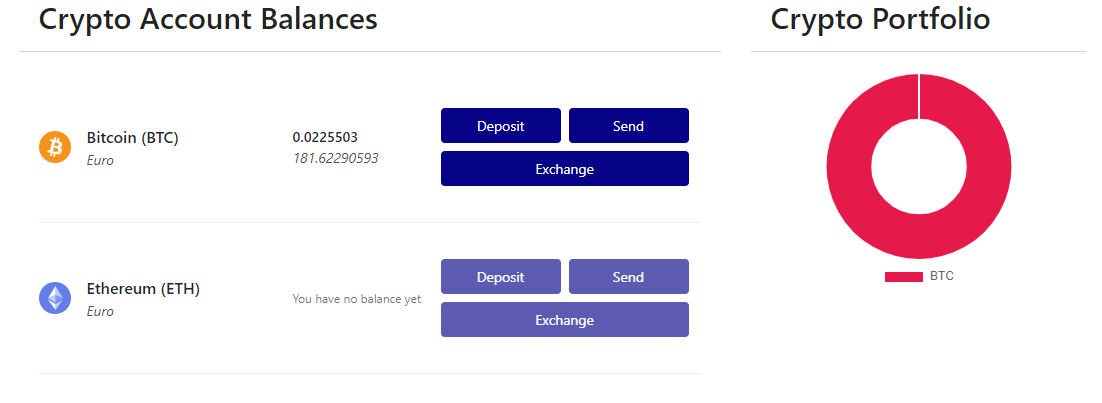 Crypto Account Balances
Crypto Portfolio
Bitcoin (BTC)
Euro
0.0225503
181.62290593
Deposit
Send
Exchange
Ethereum (ETH)
Euro
You have no balance yet
Deposit
Send
Exchange
BTC